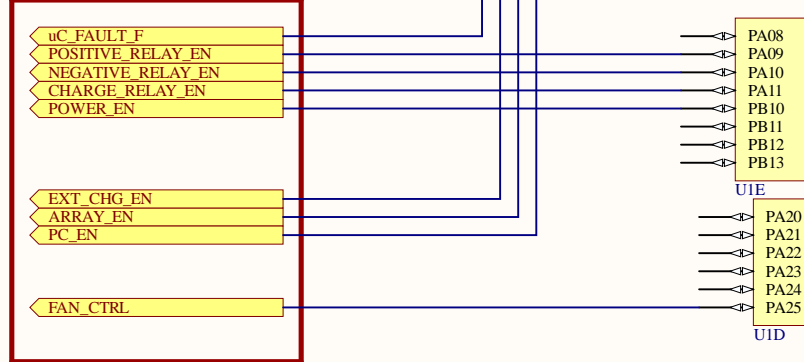 uC_FAULT_F
POSITIVE_RELAY_EN
NEGATIVE_RELAY_EN
CHARGE_RELAY_EN
POWER_EN
EXT_CHG_EN
ARRAY_EN
PC_EN
FAN_CTRL
PA08
PA09
PA10
PA11
PB10
PB11
PB12
PB13
U1E
PA20
PA21
PA22
PA23
PA24
PA25
U1D